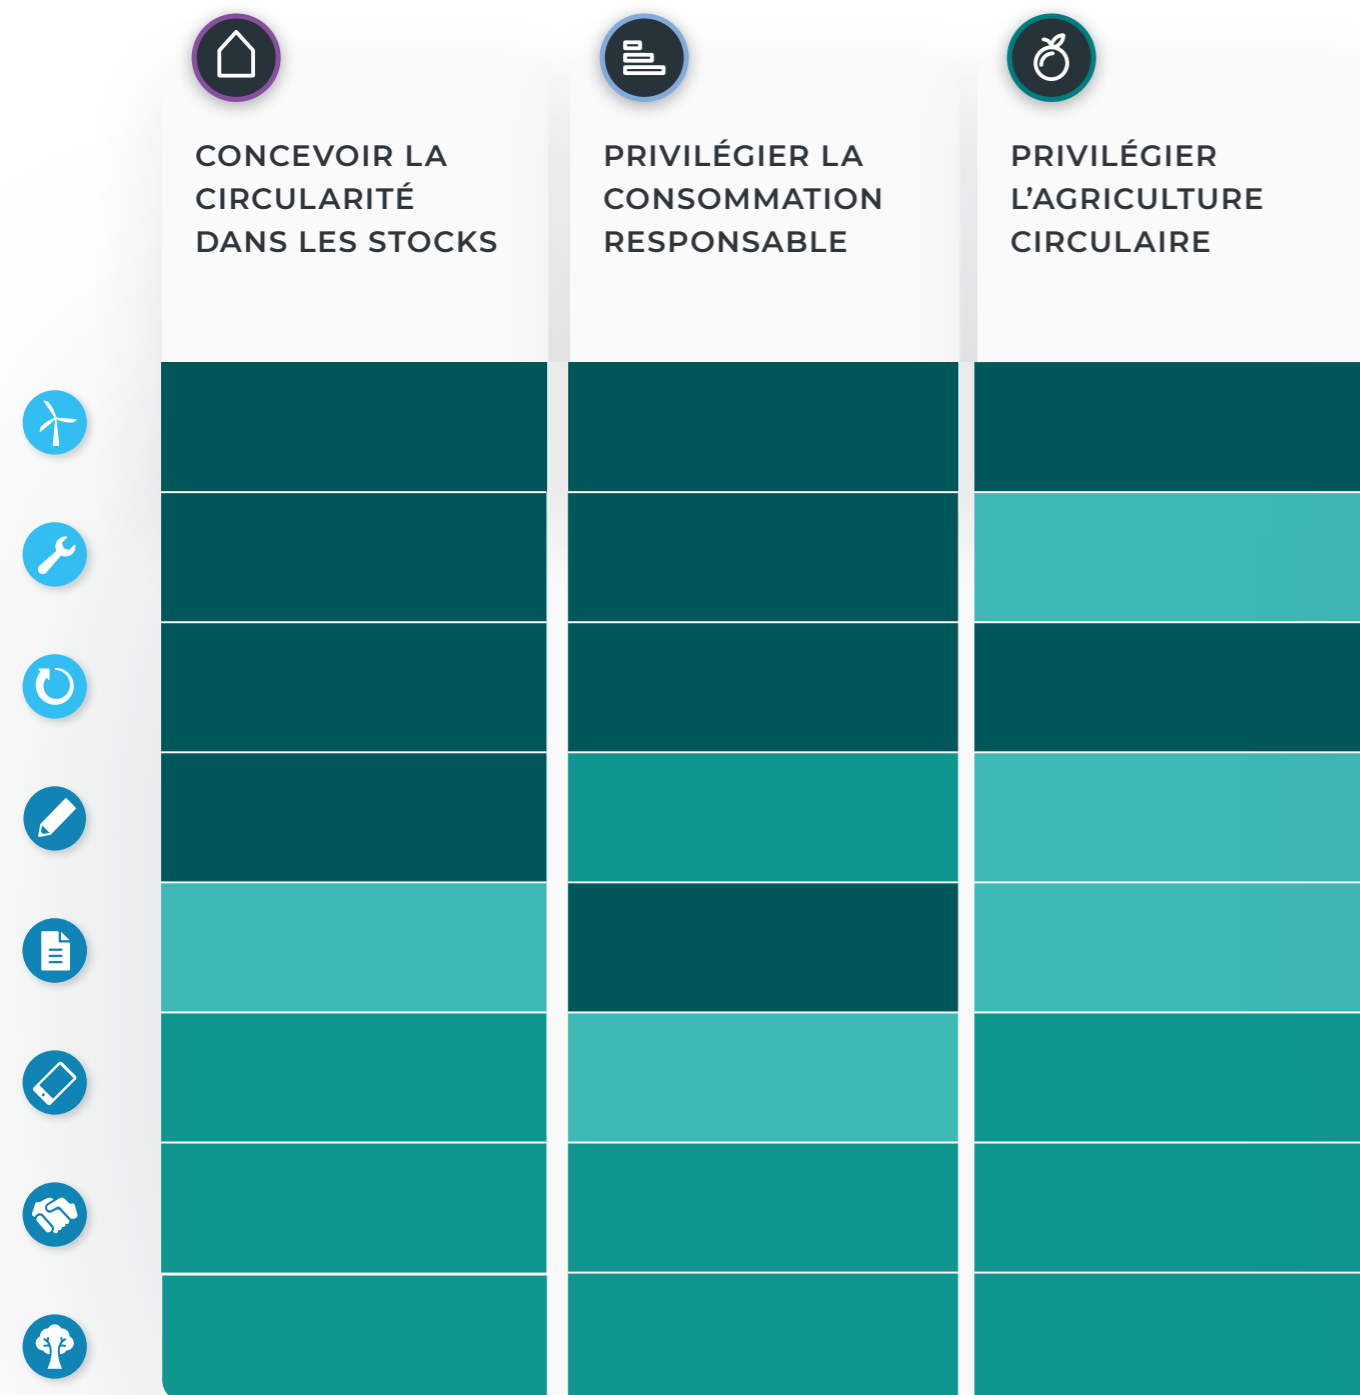 CONCEVOIR LA
CIRCULARITÉ
DANS LES STOCKS
PRIVILÉGIER LA
CONSOMMATION
RESPONSABLE
PRIVILÉGIER
L’AGRICULTURE
CIRCULAIRE